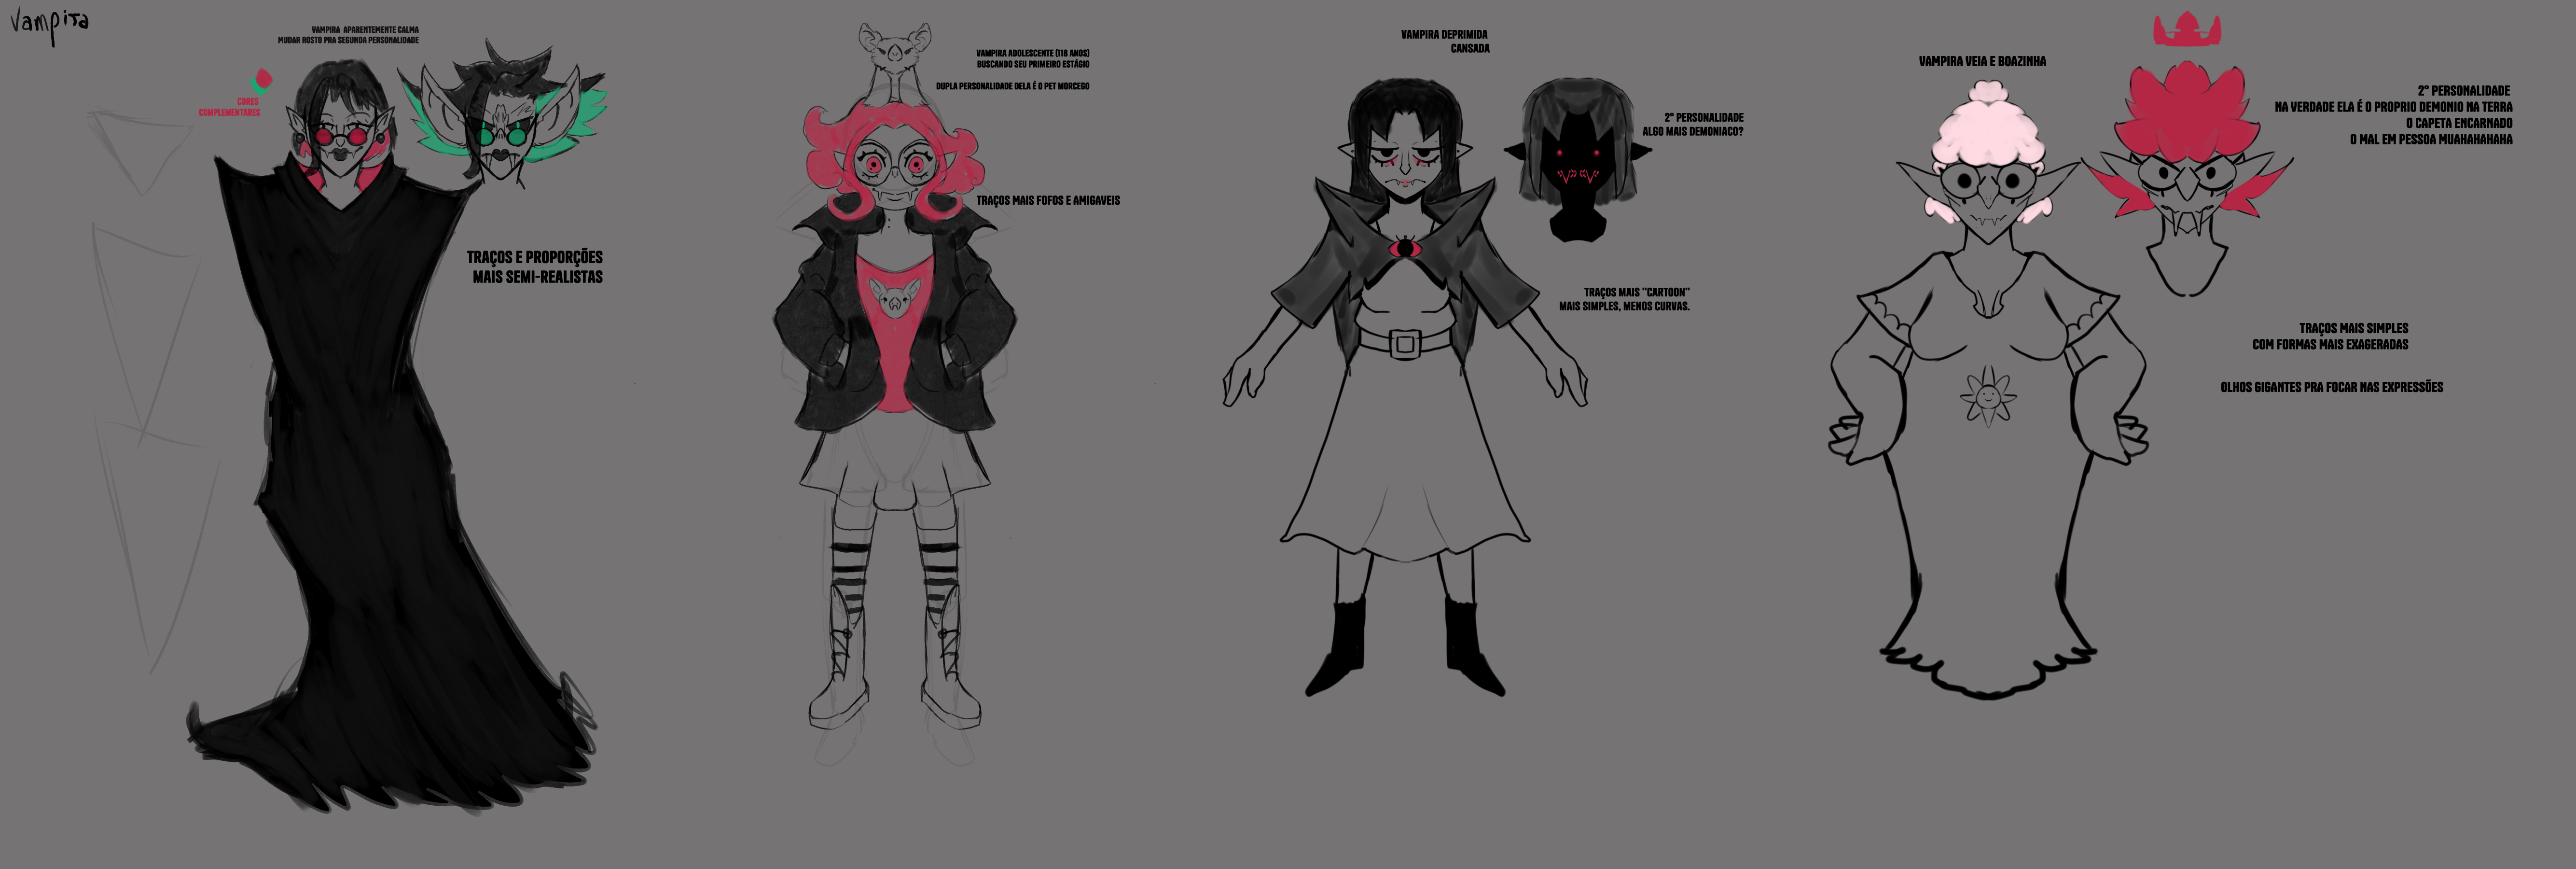 Vampira
VAMPIRA APARENTEMENTE CALMA
MUDAR ROSTO PRA SEGUNDA PERSONALIDADE
CORES
COMPLEMENTARES
TRAÇOS E PROPORÇÕES
MAIS SEMI-REALISTAS
VAMPIRA ADOLESCENTE (118 ANOS)
BUSCANDO SEU PRIMEIRO ESTÁGIO
DUPLA PERSONALIDADE DELA É O PET MORCEGO
TRAÇOS MAIS FOFOS E AMIGAVEIS
VAMPIRA DEPRIMIDA
CANSADA
2ª PERSONALIDADE
ALGO MAIS DEMONIACO?
TRAÇOS MAIS "CARTOON"
MAIS SIMPLES, MENOS CURVAS.
VAMPIRA VEIA E BOAZINHA
2ª PERSONALIDADE
NA VERDADE ELA É O PROPRIO DEMONIO NA TERRA
O CAPETA ENCARNADO
O MAL EM PESSOA MUAHAHAHAHA
TRAÇOS MAIS SIMPLES
COM FORMAS MAIS EXAGERADAS
OLHOS GIGANTES PRA FOCAR NAS EXPRESSÕES